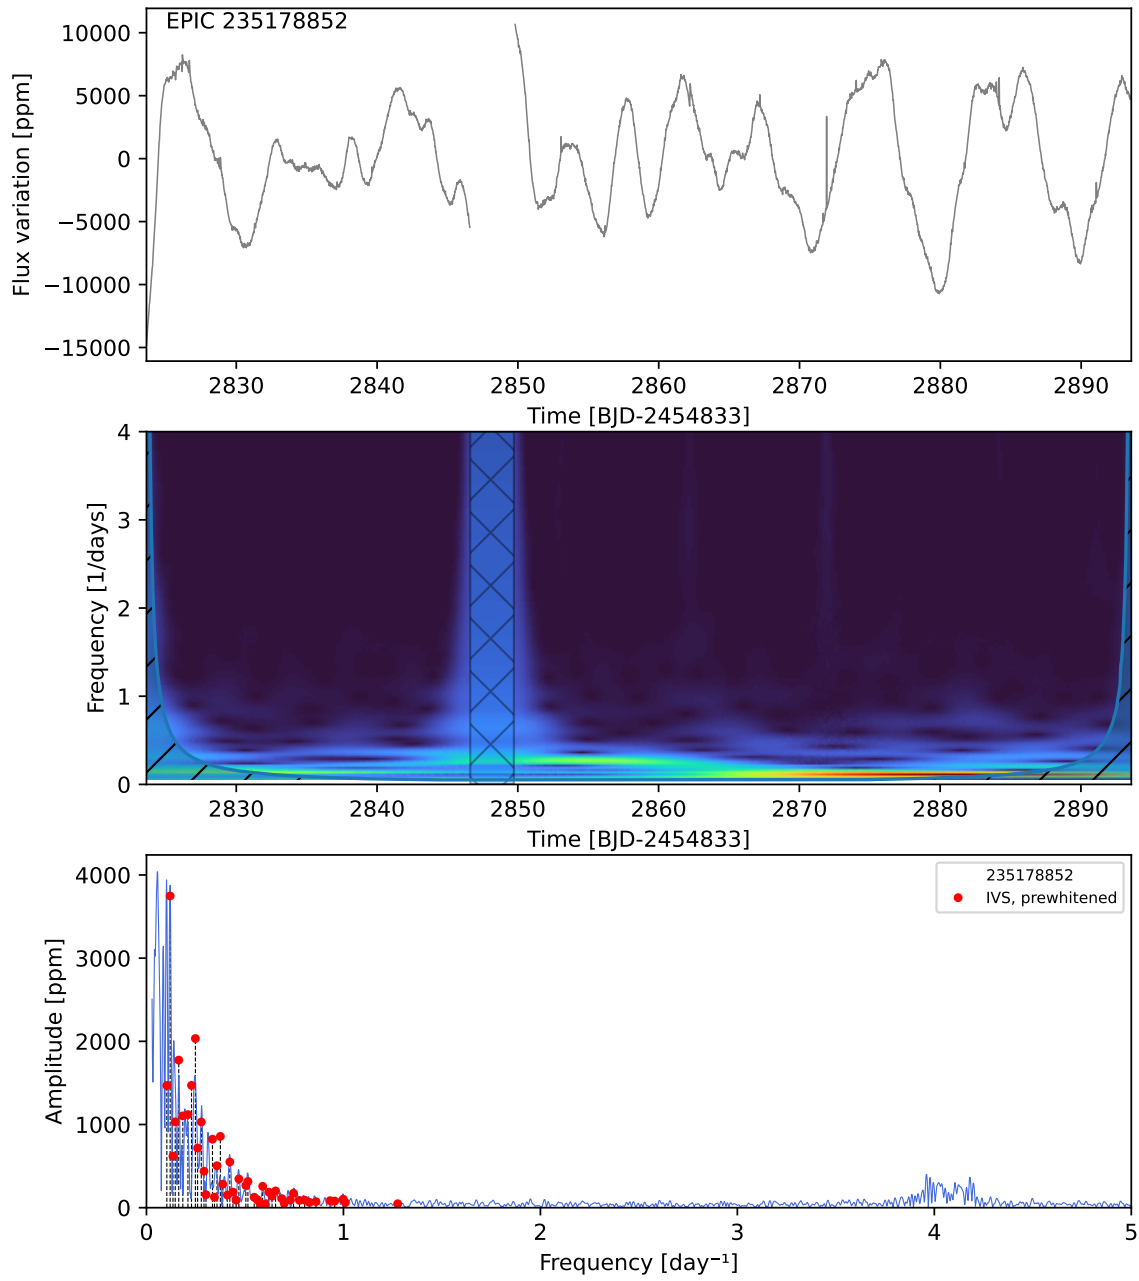 EPIC 235178852
10000
5000
0
−5000
−10000
−15000
Flux variation [ppm]
2830 2840 2850 2860 2870 2880 2890
Time [BJD-2454833]
4
3
2
1
0
Frequency [1/days]
2830 2840 2850 2860 2870 2880 2890
Time [BJD-2454833]
235178852
IVS, prewhitened
4000
3000
2000
1000
0
Amplitude [ppm]
0 1 2 3 4 5
Frequency [day⁻¹]